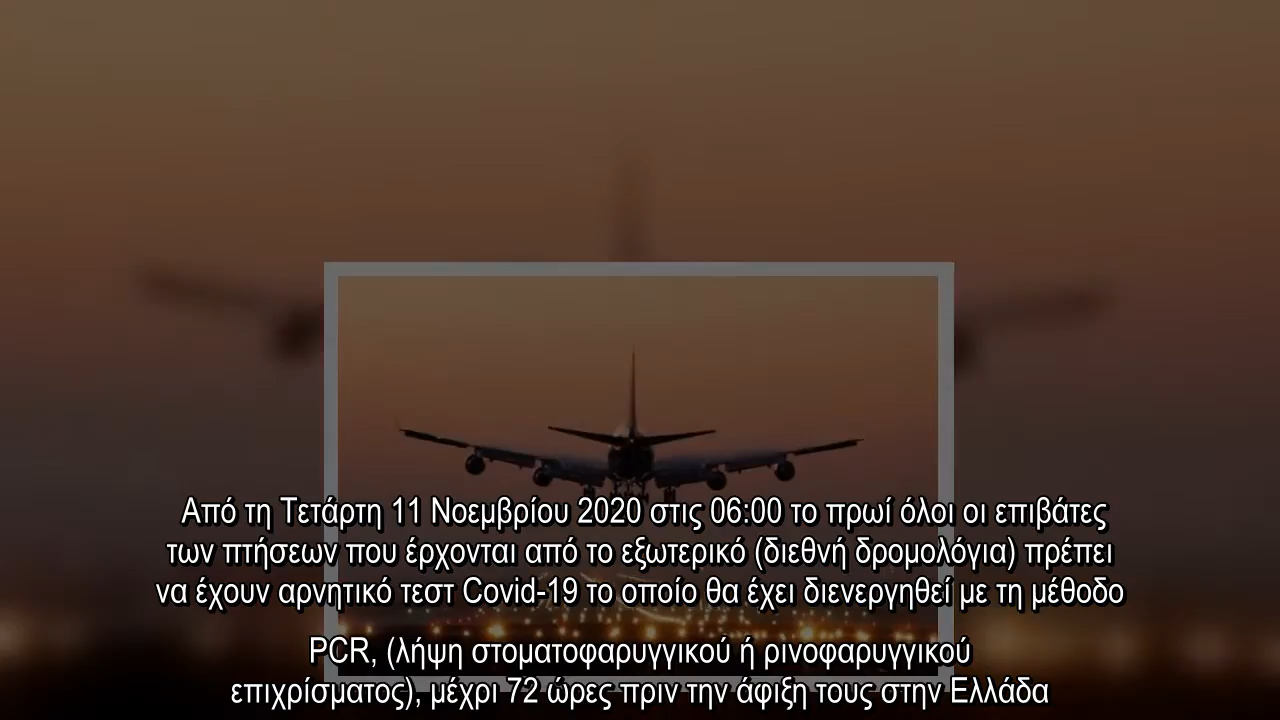 Από τη Τετάρτη 11 Νοεμβρίου 2020 στις 06:00 το πρωί όλοι οι επιβάτες
των πτήσεων που έρχονται από το εξωτερικό (διεθνή δρομολόγια) πρέπει
να έχουν αρνητικό τεστ Covid-19 το οποίο θα έχει διενεργηθεί με τη μέθοδο
PCR, (λήψη στοματοφαρυγγικού ή ρινοφαρυγγικού
επιχρίσματος), μέχρι 72 ώρες πριν την άφιξη τους στην Ελλάδα